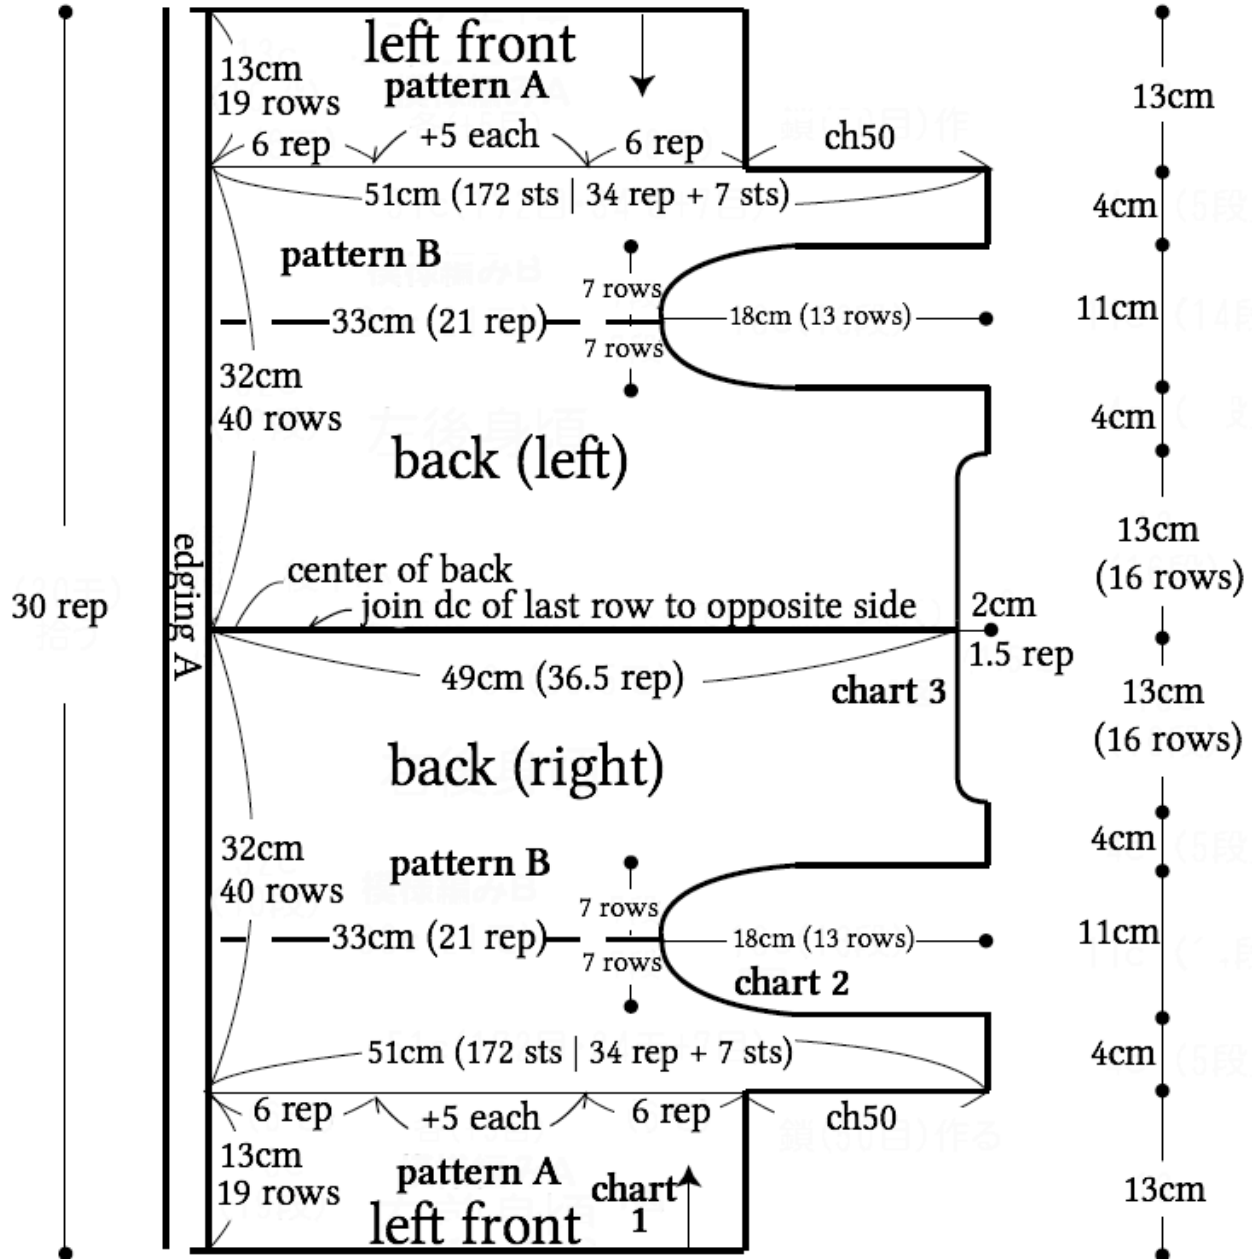 left front
pattern A
13cm
19 rows
6 rep
+5 each
6 rep
ch50
13cm
51cm (172 sts | 34 rep + 7 sts)
4cm
pattern B
7 rows
33cm (21 rep)
18cm (13 rows)
11cm
7 rows
32cm
40 rows
4cm
back (left)
13cm
(16 rows)
edging A
center of back
join dc of last row to opposite side
30 rep
2cm
1.5 rep
49cm (36.5 rep)
chart 3
13cm
(16 rows)
back (right)
32cm
40 rows
4cm
pattern B
7 rows
33cm (21 rep)
18cm (13 rows)
11cm
7 rows
chart 2
51cm (172 sts | 34 rep + 7 sts)
4cm
6 rep
+5 each
6 rep
ch50
13cm
19 rows
pattern A
chart
1
left front
13cm